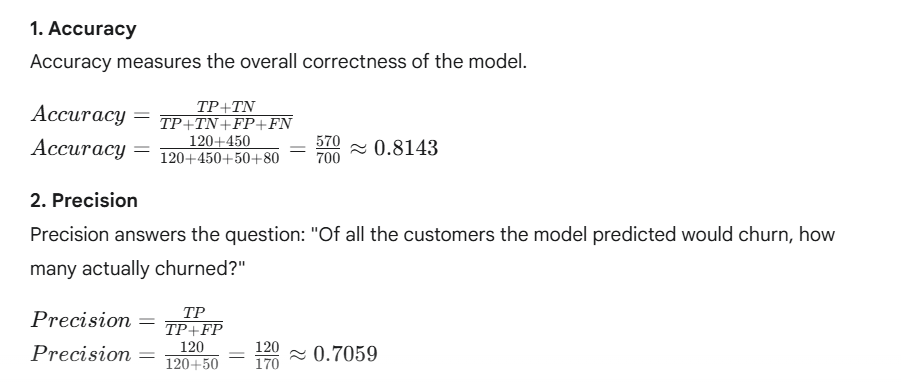 1. Accuracy
Accuracy measures the overall correctness of the model.
Accuracy = \frac{TP+TN}{TP+TN+FP+FN}
Accuracy = \frac{120+450}{120+450+50+80} = \frac{570}{700} ≈ 0.8143
2. Precision
Precision answers the question: "Of all the customers the model predicted would churn, how
many actually churned?"
Precision = \frac{TP}{TP+FP}
Precision = \frac{120}{120+50} = \frac{120}{170} ≈ 0.7059